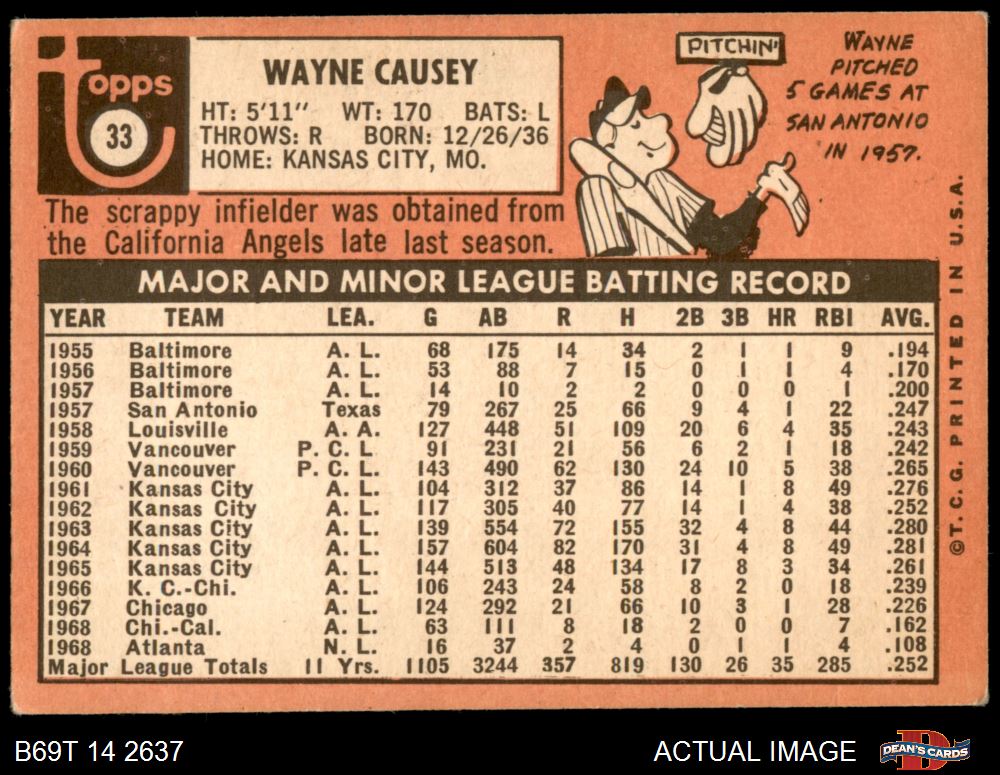 topps
33
WAYNE CAUSEY
HT: 5'11" WT: 170 BATS: L
THROWS: R BORN: 12/26/36
HOME: KANSAS CITY, MO.
PITCHIN'
WAYNE
PITCHED
5 GAMES AT
SAN ANTONIO
IN 1957.
The scrappy infielder was obtained from
the California Angels late last season.
MAJOR AND MINOR LEAGUE BATTING RECORD
YEAR TEAM LEA. G AB R H 2B 3B HR RBI AVG.
1955 Baltimore A. L. 68 175 14 34 2 1 1 9 .194
1956 Baltimore A. L. 53 88 7 15 0 1 1 4 .170
1957 Baltimore A. L. 14 10 2 2 0 0 0 1 .200
1957 San Antonio Texas 79 267 25 66 9 4 1 22 .247
1958 Louisville A. A. 127 448 51 109 20 6 4 35 .243
1959 Vancouver P. C. L 91 231 21 56 6 2 1 18 .242
1960 Vancouver P. C. L. 143 490 62 130 24 10 5 38 .265
1961 Kansas City A. L. 104 312 37 86 14 1 8 49 .276
1962 Kansas City A. L. 117 305 40 77 14 1 4 38 .252
1963 Kansas City A. L. 139 554 72 155 32 4 8 44 .280
1964 Kansas City A. L. 157 604 82 170 31 4 8 49 .281
1965 Kansas City A. L. 144 513 48 134 17 8 3 34 .261
1966 K. C.-Chi. A. L. 106 243 24 58 8 2 0 18 .239
1967 Chicago A. L. 124 292 21 66 10 3 1 28 .226
1968 Chi.-Cal. A. L. 63 111 8 18 2 0 0 7 .162
1968 Atlanta N. L. 16 37 2 4 0 1 1 4 .108
Major League Totals 11 Yrs. 1105 3244 357 819 130 26 35 285 .252
©T. C. G. PRINTED IN U.S.A.
B69T 14 2637
ACTUAL IMAGE
DEAN'S CARDS